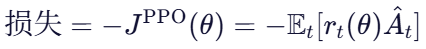 损失 = −J^PPO(θ) = −𝔼_t[r_t(θ)Â_t]